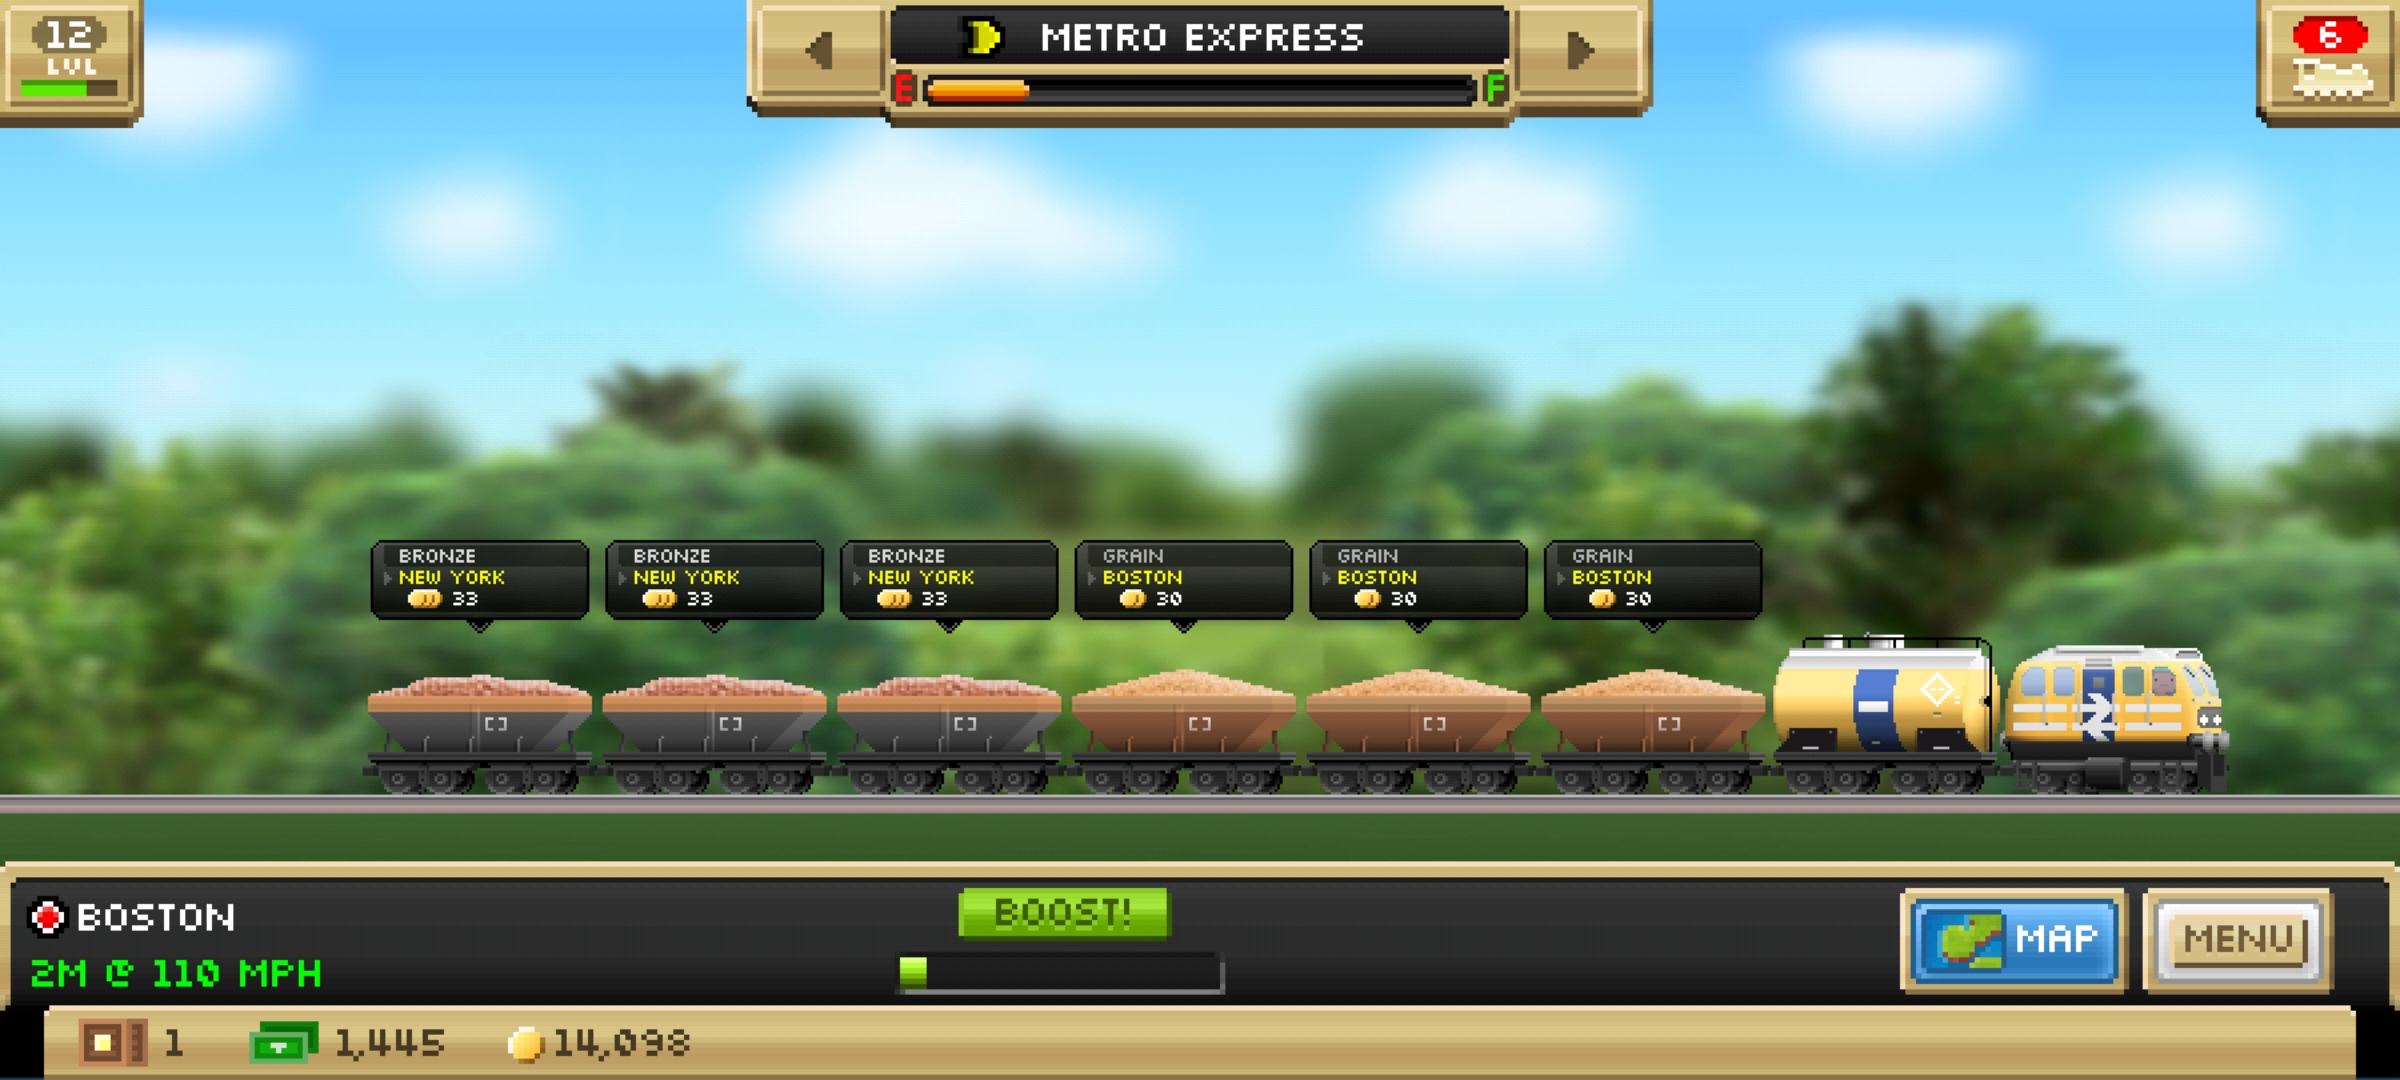 12
LVL
METRO EXPRESS
E F
6
BRONZE
NEW YORK
33
BRONZE
NEW YORK
33
BRONZE
NEW YORK
33
GRAIN
BOSTON
30
GRAIN
BOSTON
30
GRAIN
BOSTON
30
BOSTON
2M @ 110 MPH
BOOST!
MAP
MENU
1
1,445
14,098